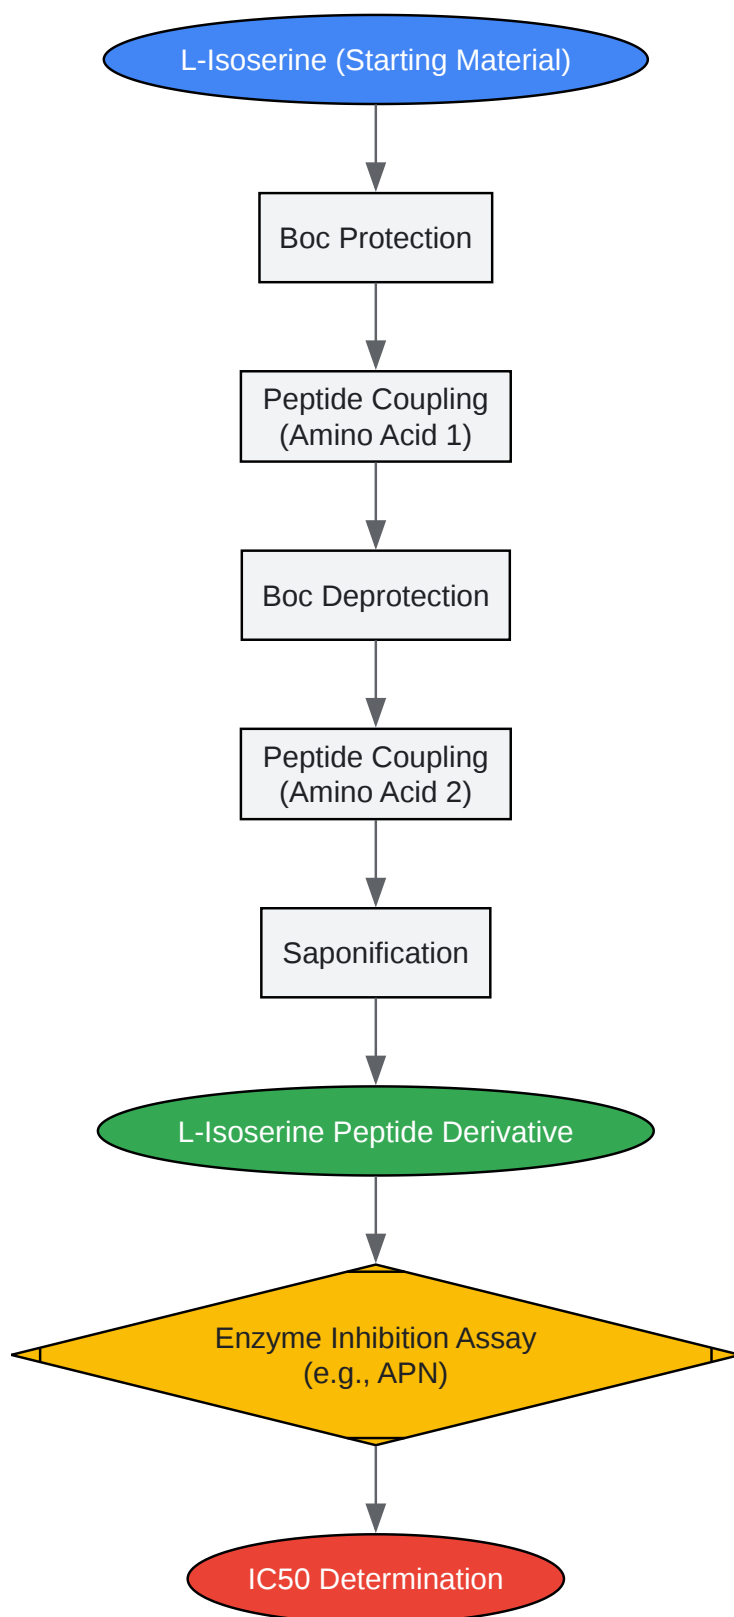 L-Isoserine (Starting Material)
Boc Protection
Peptide Coupling
(Amino Acid 1)
Boc Deprotection
Peptide Coupling
(Amino Acid 2)
Saponification
L-Isoserine Peptide Derivative
Enzyme Inhibition Assay
(e.g., APN)
IC50 Determination